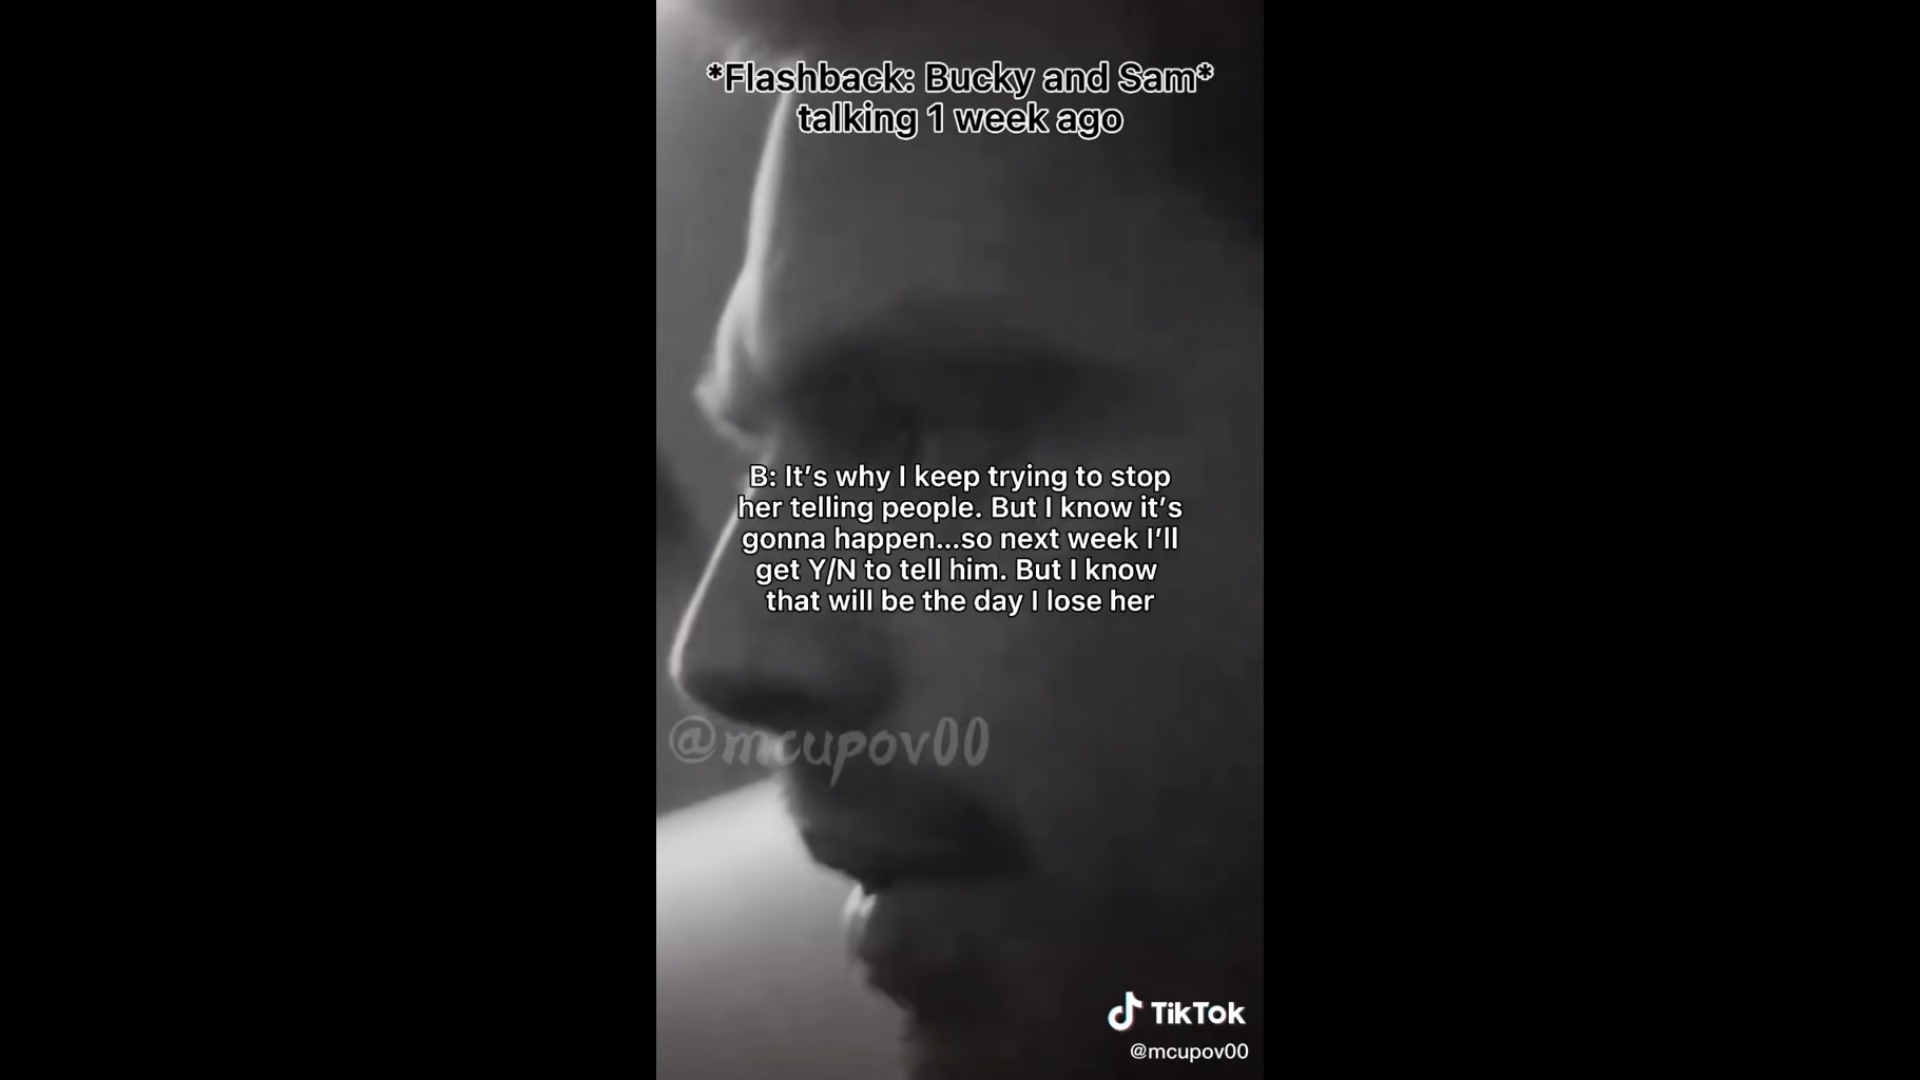 *Flashback: Bucky and Sam*
talking 1 week ago
B: It’s why I keep trying to stop
her telling people. But I know it’s
gonna happen...so next week I’ll
get Y/N to tell him. But I know
that will be the day I lose her
@mcupov00
TikTok
@mcupov00